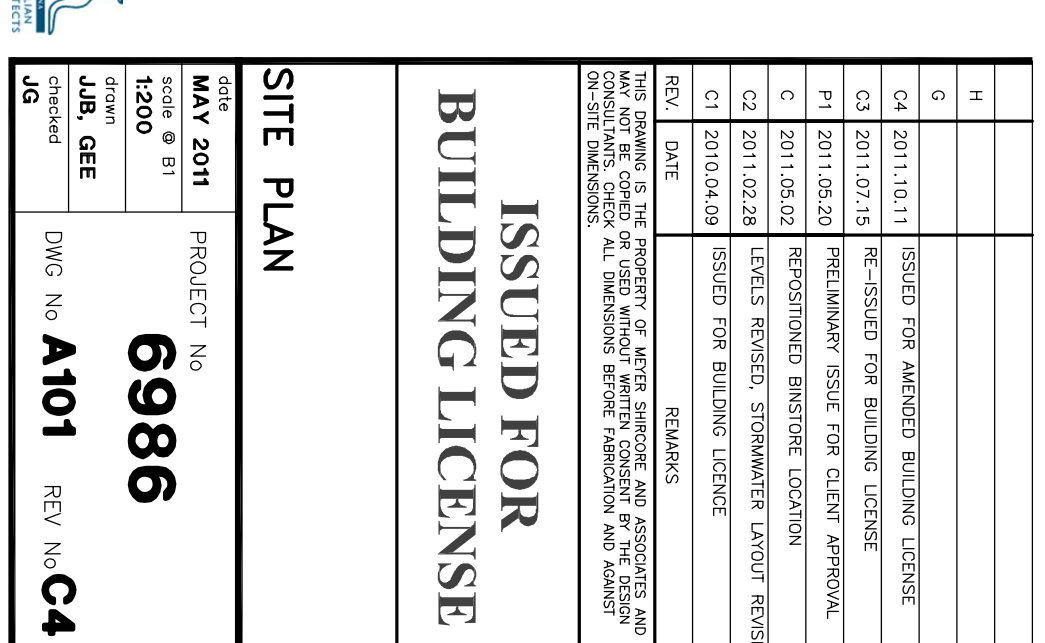 H
G
C4 2011.10.11 ISSUED FOR AMENDED BUILDING LICENSE
C3 2011.07.15 RE-ISSUED FOR BUILDING LICENSE
P1 2011.05.20 PRELIMINARY ISSUE FOR CLIENT APPROVAL
C 2011.05.02 REPOSITIONED BINSTORE LOCATION
C2 2011.02.28 LEVELS REVISED, STORMWATER LAYOUT REVIS
C1 2010.04.09 ISSUED FOR BUILDING LICENCE
REV. DATE REMARKS
THIS DRAWING IS THE PROPERTY OF MEYER SHIRCORE AND ASSOCIATES AND
MAY NOT BE COPIED OR USED WITHOUT WRITTEN CONSENT BY THE DESIGN
CONSULTANTS. CHECK ALL DIMENSIONS BEFORE FABRICATION AND AGAINST
ON-SITE DIMENSIONS.
ISSUED FOR
BUILDING LICENSE
SITE PLAN
date
MAY 2011
scale @ B1
1:200
drawn
JJB, GEE
checked
JG
PROJECT No
6986
DWG No A101 REV No C4